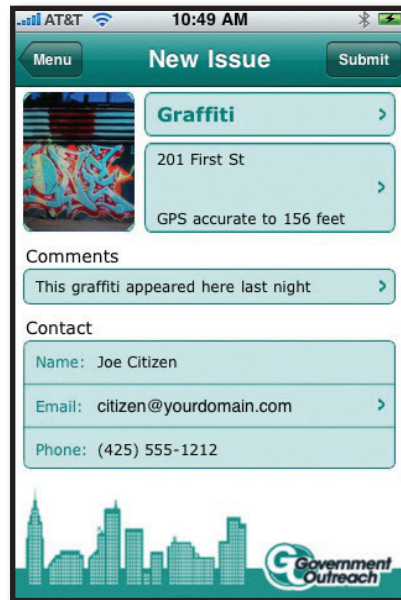 AT&T 10:49 AM
Menu New Issue Submit
Graffiti
201 First St
GPS accurate to 156 feet
Comments
This graffiti appeared here last night
Contact
Name: Joe Citizen
Email: citizen@yourdomain.com
Phone: (425) 555-1212
Government
Outreach